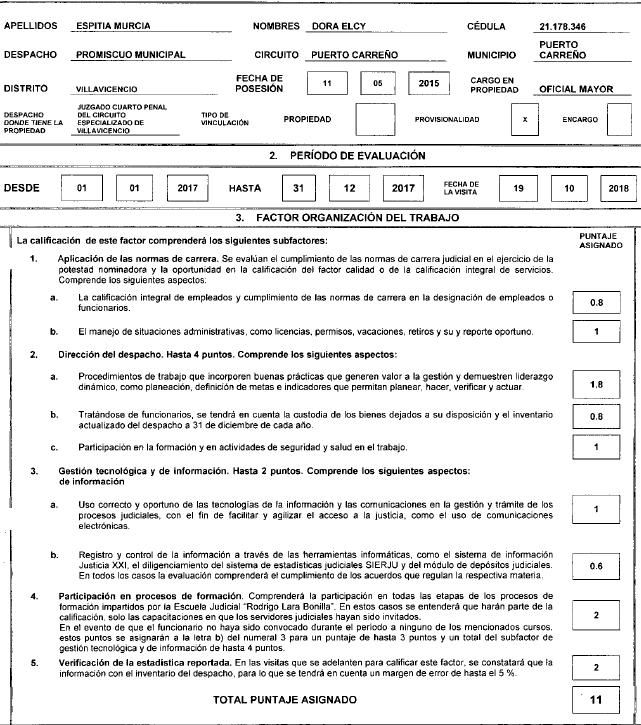 APELLIDOS ESPITIA MURCIA NOMBRES DORA ELCY CÉDULA 21.178.346
DESPACHO PROMISCUO MUNICIPAL CIRCUITO PUERTO CARREÑO MUNICIPIO PUERTO CARREÑO
DISTRITO VILLAVICENCIO FECHA DE POSESIÓN 11 05 2015 CARGO EN PROPIEDAD OFICIAL MAYOR
DESPACHO DONDE TIENE LA PROPIEDAD JUZGADO CUARTO PENAL DEL CIRCUITO ESPECIALIZADO DE VILLAVICENCIO TIPO DE VINCULACIÓN PROPIEDAD PROVISIONALIDAD X ENCARGO
2. PERÍODO DE EVALUACIÓN
DESDE 01 01 2017 HASTA 31 12 2017 FECHA DE LA VISITA 19 10 2018
3. FACTOR ORGANIZACIÓN DEL TRABAJO
La calificación de este factor comprenderá los siguientes subfactores: PUNTAJE ASIGNADO
1. Aplicación de las normas de carrera. Se evalúan el cumplimiento de las normas de carrera judicial en el ejercicio de la
potestad nominadora y la oportunidad en la calificación del factor calidad o de la calificación integral de servicios.
Comprende los siguientes aspectos:
a. La calificación integral de empleados y cumplimiento de las normas de carrera en la designación de empleados o
funcionarios. 0.8
b. El manejo de situaciones administrativas, como licencias, permisos, vacaciones, retiros y su y reporte oportuno. 1
2. Dirección del despacho. Hasta 4 puntos. Comprende los siguientes aspectos:
a. Procedimientos de trabajo que incorporen buenas prácticas que generen valor a la gestión y demuestren liderazgo
dinámico, como planeación, definición de metas e indicadores que permitan planear, hacer, verificar y actuar. 1.8
b. Tratándose de funcionarios, se tendrá en cuenta la custodia de los bienes dejados a su disposición y el inventario
actualizado del despacho a 31 de diciembre de cada año. 0.8
c. Participación en la formación y en actividades de seguridad y salud en el trabajo. 1
3. Gestión tecnológica y de información. Hasta 2 puntos. Comprende los siguientes aspectos:
de información
a. Uso correcto y oportuno de las tecnologías de la información y las comunicaciones en la gestión y trámite de los
procesos judiciales, con el fin de facilitar y agilizar el acceso a la justicia, como el uso de comunicaciones
electrónicas. 1
b. Registro y control de la información a través de las herramientas informáticas, como el sistema de información
Justicia XXI, el diligenciamiento del sistema de estadísticas judiciales SIERJU y del módulo de depósitos judiciales.
En todos los casos la evaluación comprenderá el cumplimiento de los acuerdos que regulan la respectiva materia. 0.6
4. Participación en procesos de formación. Comprenderá la participación en todas las etapas de los procesos de
formación impartidos por la Escuela Judicial "Rodrigo Lara Bonilla". En estos casos se entenderá que harán parte de la
calificación, solo las capacitaciones en que los servidores judiciales hayan sido invitados.
En el evento de que el funcionario no haya sido convocado durante el periodo a ninguno de los mencionados cursos,
estos puntos se asignarán a la letra b) del numeral 3 para un puntaje de hasta 3 puntos y un total del subfactor de
gestión tecnológica y de información de hasta 4 puntos. 2
5. Verificación de la estadística reportada. En las visitas que se adelanten para calificar este factor, se constatará que la
información con el inventario del despacho, para lo que se tendrá en cuenta un margen de error de hasta el 5 %. 2
TOTAL PUNTAJE ASIGNADO 11